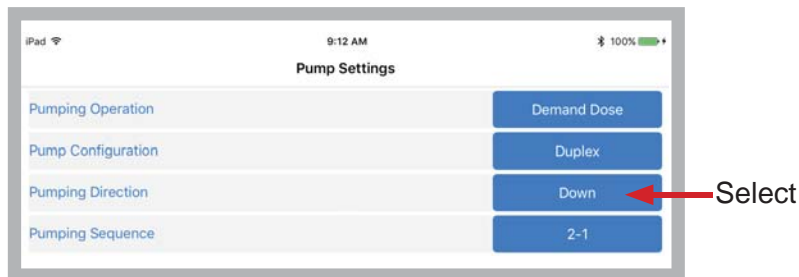 iPad 9:12 AM 100%
Pump Settings
Pumping Operation Demand Dose
Pump Configuration Duplex
Pumping Direction Down Select
Pumping Sequence 2-1